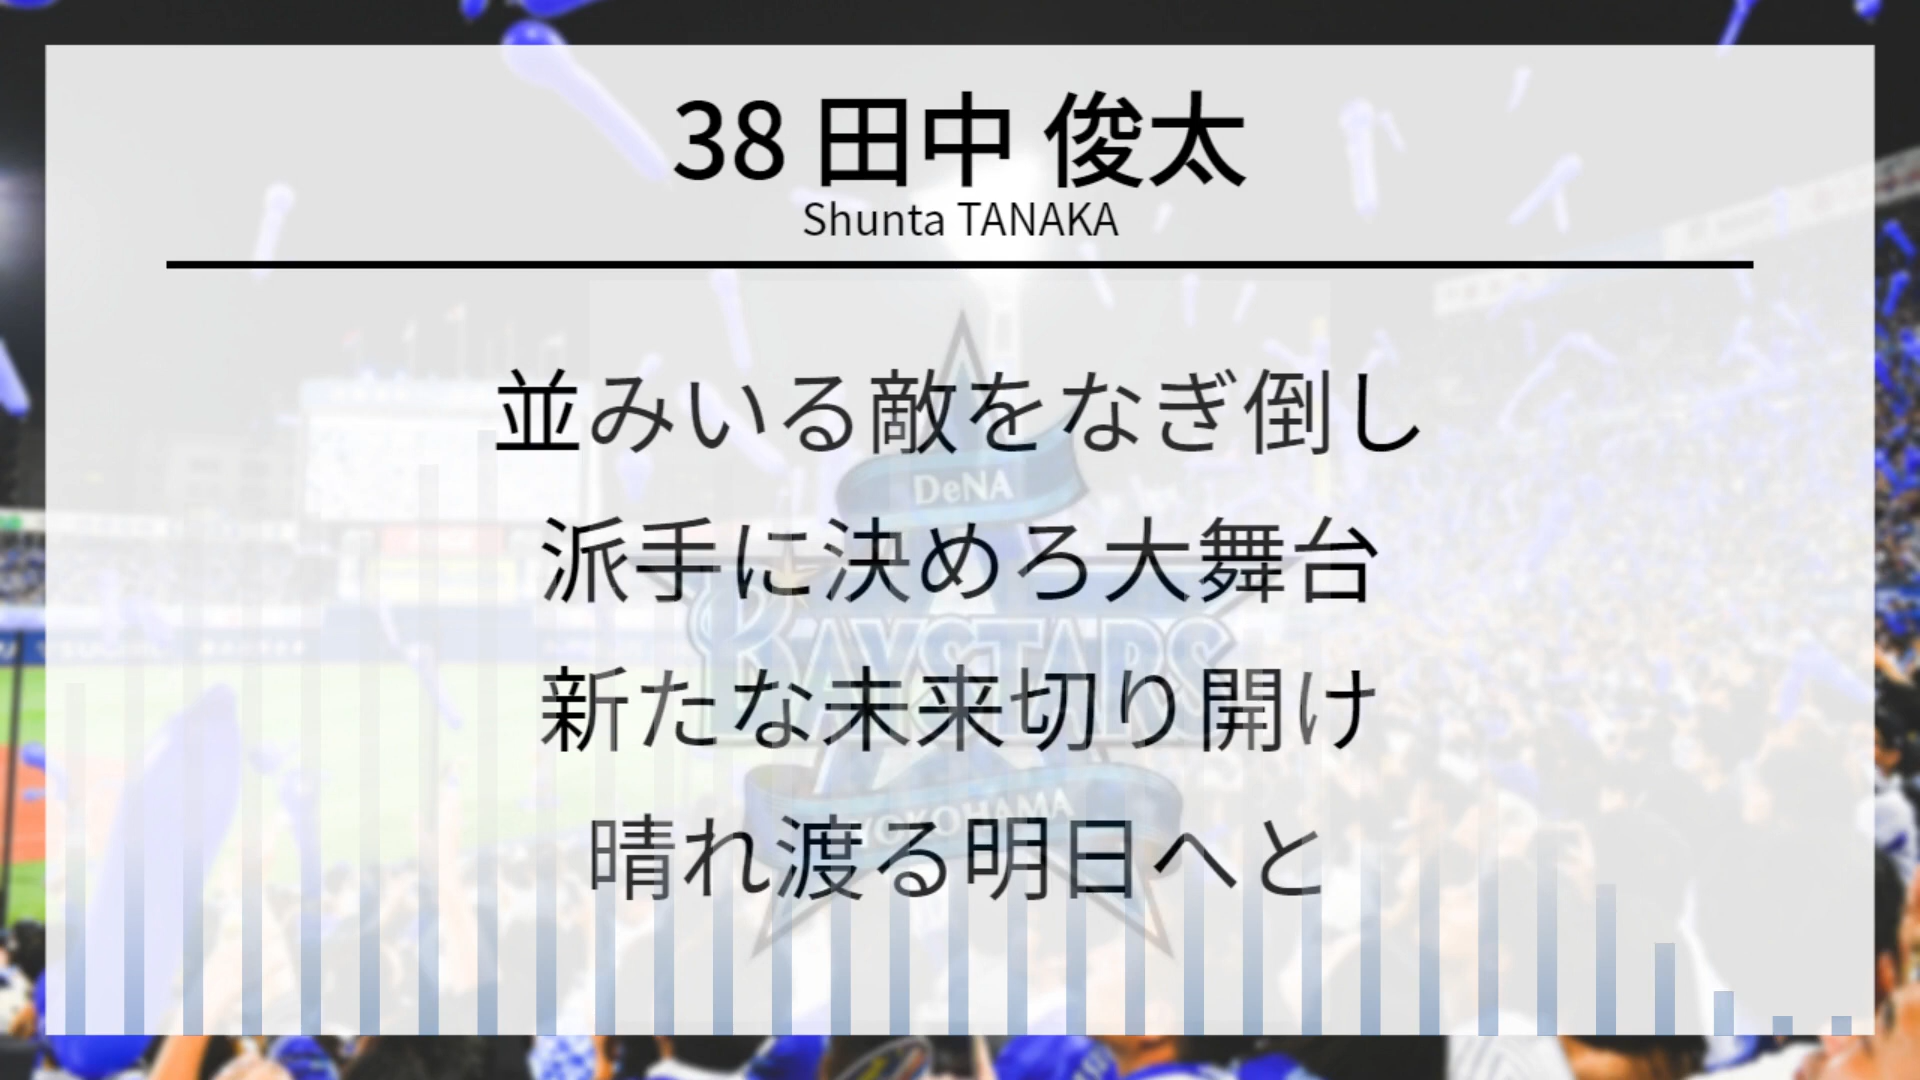 38 田中 俊太
Shunta TANAKA
並みいる敵をなぎ倒し
DeNA
派手に決めろ大舞台
BAYSTARS
新たな未来切り開け
YOKOHAMA
晴れ渡る明日へと